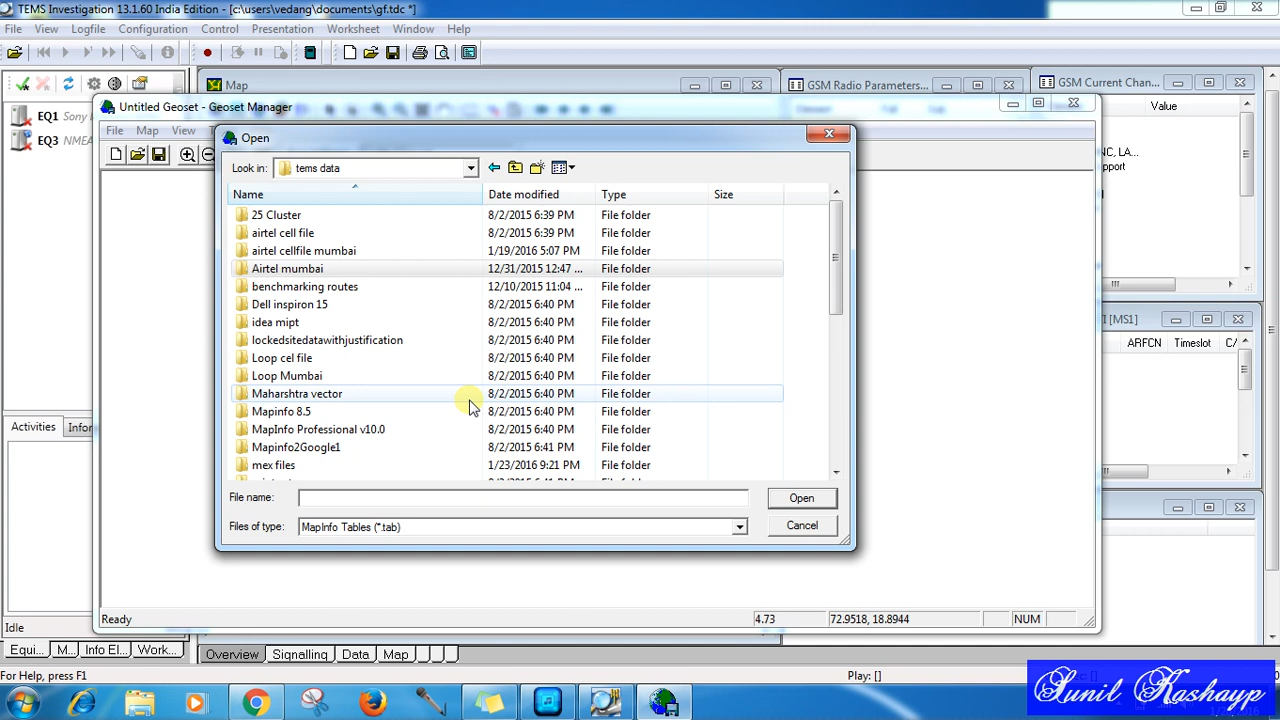 TEMS Investigation 13.1.60 India Edition - [c:\users\vedang\documents\gf.tdc *]
File View Logfile Configuration Control Presentation Worksheet Window Help
Map
GSM Radio Parameters...
GSM Current Chan...
Untitled Geoset - Geoset Manager
EQ1 Sony
Value
File Map View
EQ3 NMEA
Open
NC, LA...
pport
Look in: tems data
Name Date modified Type Size
25 Cluster 8/2/2015 6:39 PM File folder
airtel cell file 8/2/2015 6:39 PM File folder
airtel cellfile mumbai 1/19/2016 5:07 PM File folder
Airtel mumbai 12/31/2015 12:47 ... File folder
benchmarking routes 12/10/2015 11:04 ... File folder
Dell inspiron 15 8/2/2015 6:40 PM File folder
idea mipt 8/2/2015 6:40 PM File folder
I [MS1]
lockedsitedatawithjustification 8/2/2015 6:40 PM File folder
ARFCN Timeslot C/
Loop cel file 8/2/2015 6:40 PM File folder
Loop Mumbai 8/2/2015 6:40 PM File folder
Maharshtra vector 8/2/2015 6:40 PM File folder
Mapinfo 8.5 8/2/2015 6:40 PM File folder
MapInfo Professional v10.0 8/2/2015 6:40 PM File folder
Mapinfo2Google1 8/2/2015 6:41 PM File folder
mex files 1/23/2016 9:21 PM File folder
Activities Infor
File name: Open
Files of type: MapInfo Tables (*.tab) Cancel
Ready 4.73 72.9518, 18.8944 NUM
Idle
Equi... M... Info El... Work...
Overview Signalling Data Map
For Help, press F1 Play: []
Sunil Kashayp